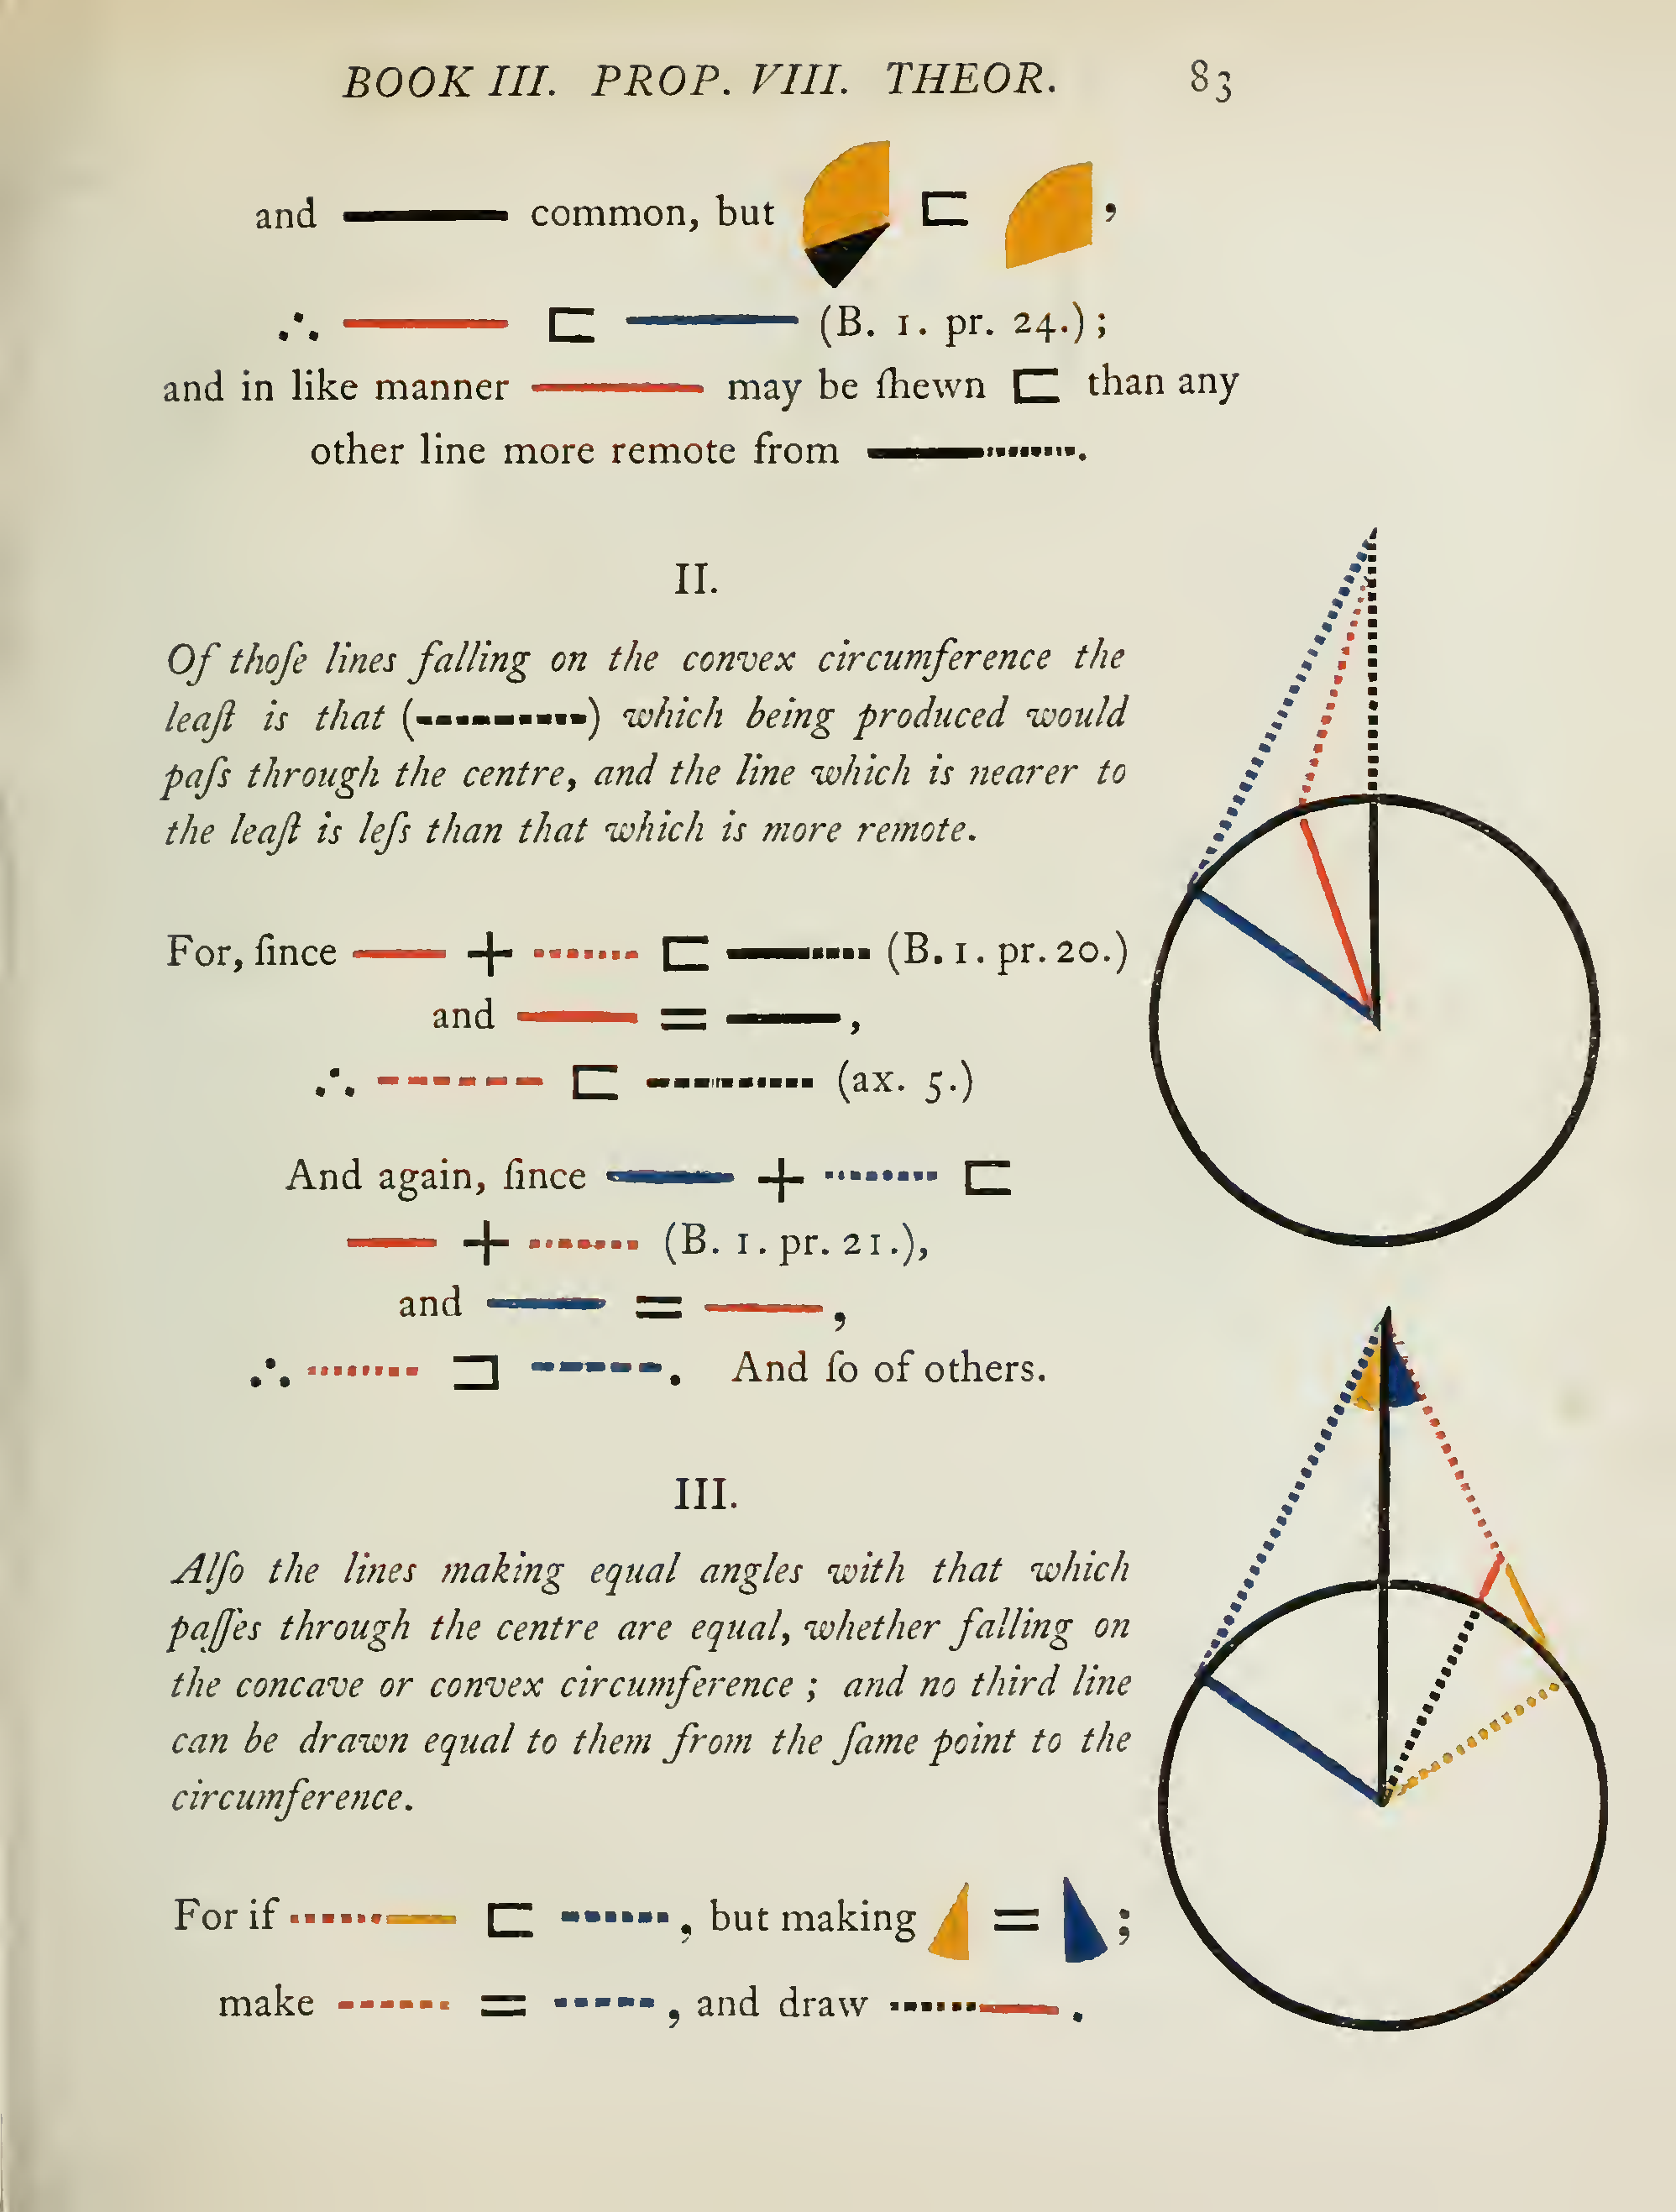 BOOK III. PROP. VIII. THEOR. 83
and common, but ⊏ ,
∴ ⊏ (B. 1. pr. 24.) ;
and in like manner may be ſhewn ⊏ than any
other line more remote from .
II.
Of thoſe lines falling on the convex circumference the
leaſt is that ( ) which being produced would
paſs through the centre, and the line which is nearer to
the leaſt is leſs than that which is more remote.
For, ſince + ⊏ (B. 1. pr. 20.)
and = ,
∴ ⊏ (ax. 5.)
And again, ſince + ⊏
+ (B. 1. pr. 21.),
and = ,
∴ ⊐ . And ſo of others.
III.
Alſo the lines making equal angles with that which
paſſes through the centre are equal, whether falling on
the concave or convex circumference ; and no third line
can be drawn equal to them from the ſame point to the
circumference.
For if ⊏ , but making = ;
make = , and draw .